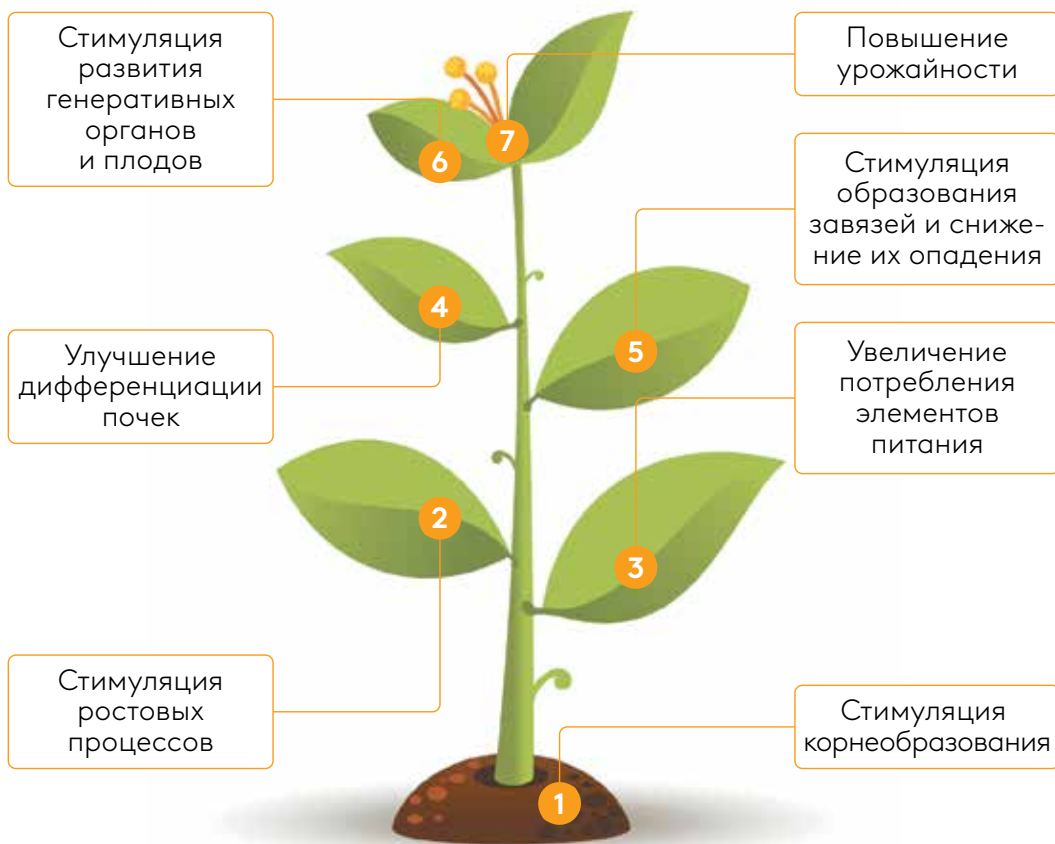 Стимуляция
развития
генеративных
органов
и плодов
Повышение
урожайности
Стимуляция
образования
завязей и сниже-
ние их опадения
Улучшение
дифференциации
почек
Увеличение
потребления
элементов
питания
Стимуляция
ростовых
процессов
Стимуляция
корнеобразования
7
6
4
5
2
3
1